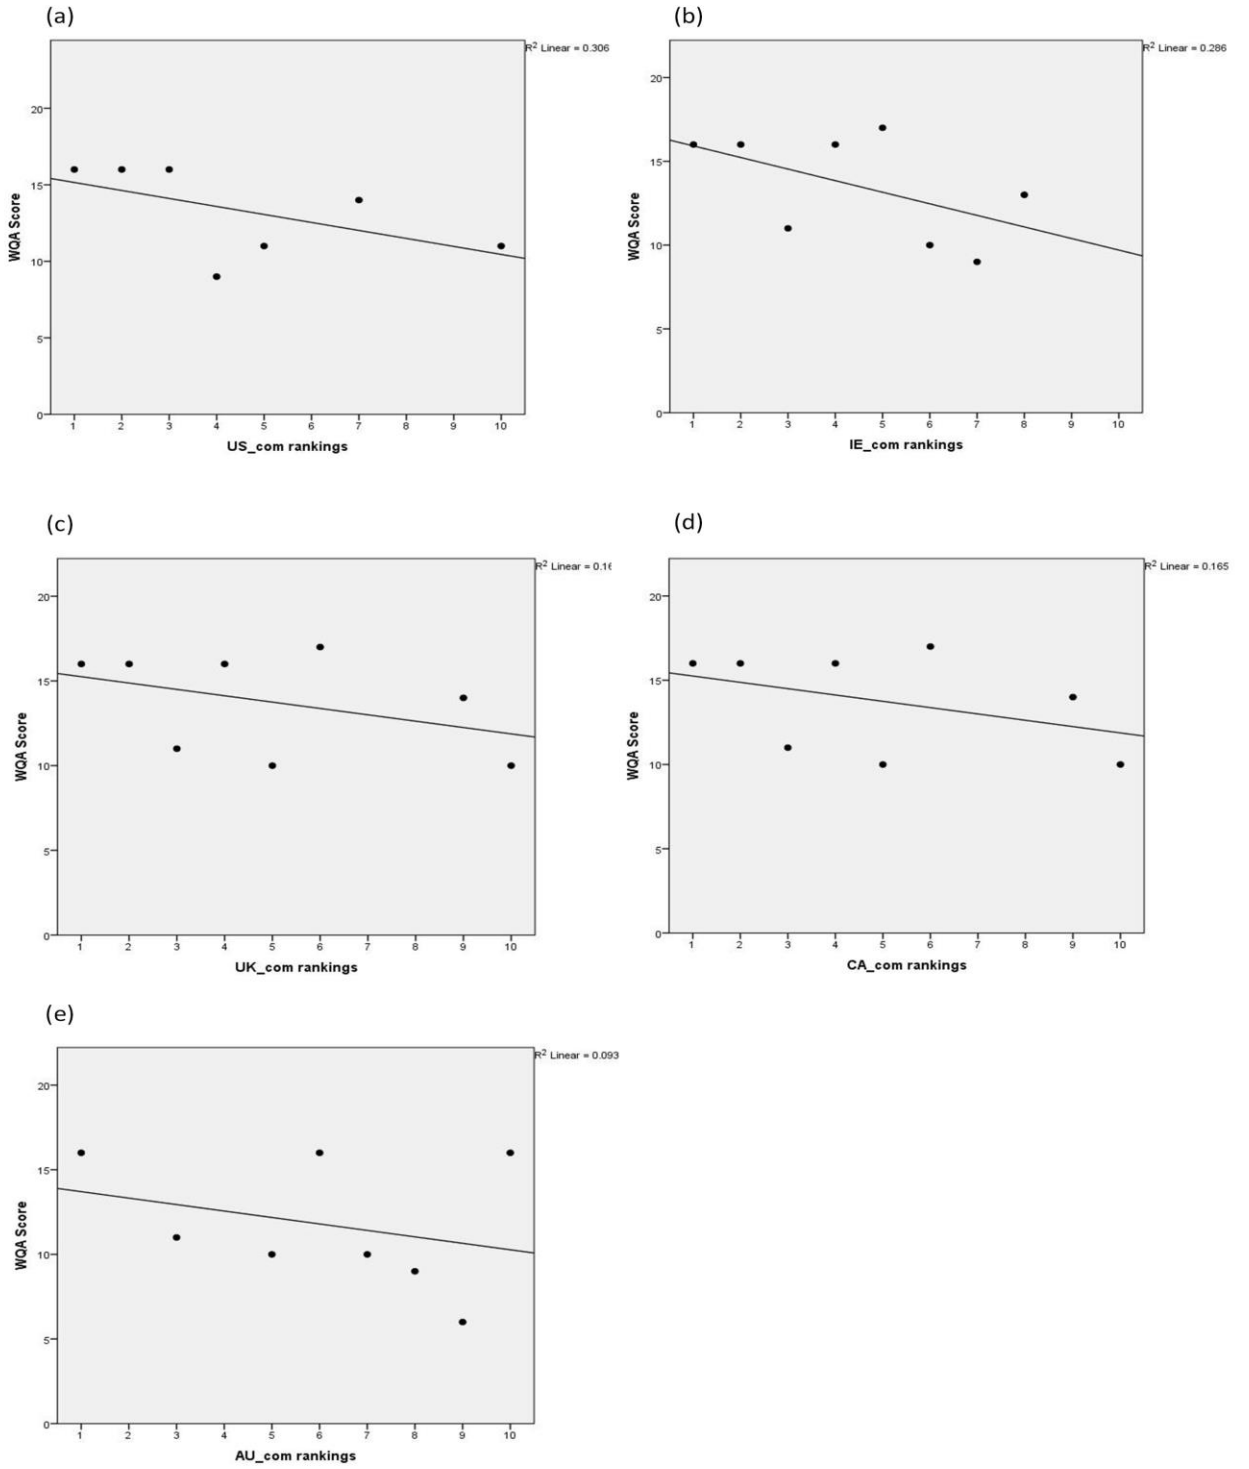 (a)
R² Linear = 0.306
20
15
10
5
0
WQA Score
1 2 3 4 5 6 7 8 9 10
US_com rankings
(b)
R² Linear = 0.286
20
15
10
5
0
WQA Score
1 2 3 4 5 6 7 8 9 10
IE_com rankings
(c)
R² Linear = 0.16
20
15
10
5
0
WQA Score
1 2 3 4 5 6 7 8 9 10
UK_com rankings
(d)
R² Linear = 0.165
20
15
10
5
0
WQA Score
1 2 3 4 5 6 7 8 9 10
CA_com rankings
(e)
R² Linear = 0.093
20
15
10
5
0
WQA Score
1 2 3 4 5 6 7 8 9 10
AU_com rankings